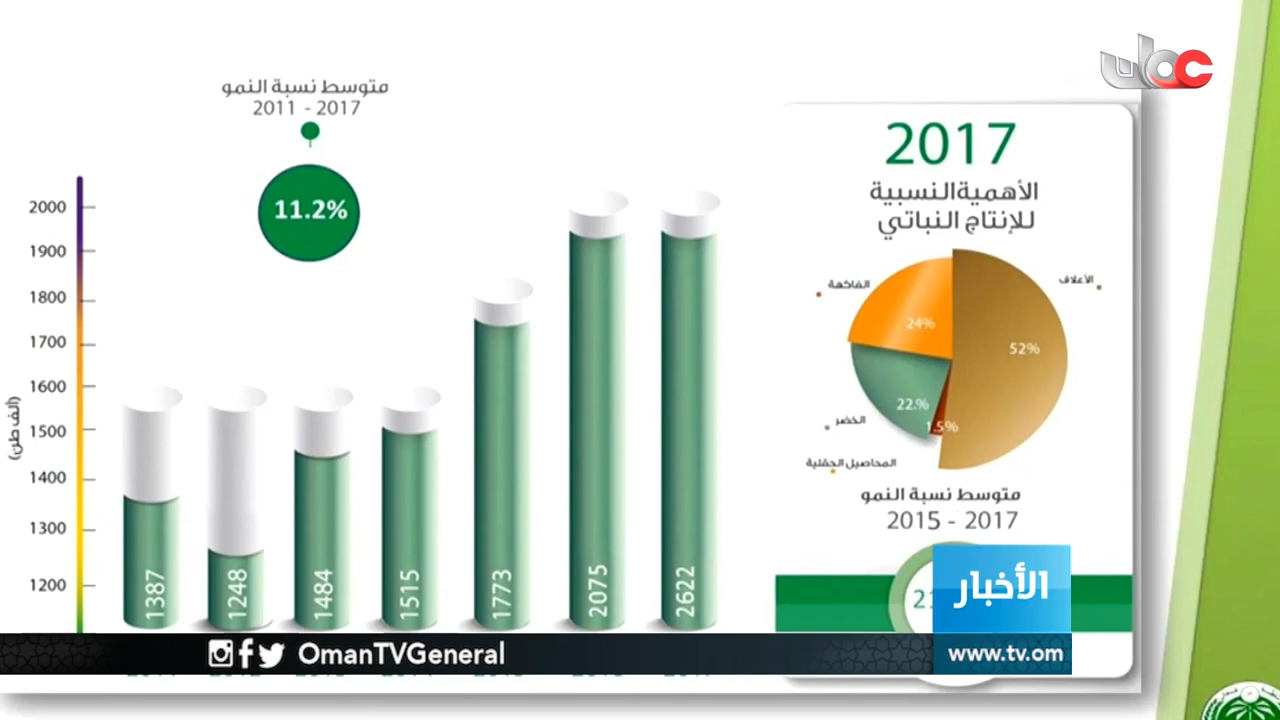 عمان
متوسط نسبة النمو
2011 - 2017
11.2%
2000
1900
1800
1700
1600
1500
1400
1300
1200
(ألف طن)
1387
1248
1484
1515
1773
2075
2622
2017
الأهمية النسبية
للإنتاج النباتي
الفاكهة
الأعلاف
24%
52%
22.%
1.5%
الخضر
المحاصيل الحقلية
متوسط نسبة النمو
2015 - 2017
الأخبار
OmanTVGeneral
www.tv.om